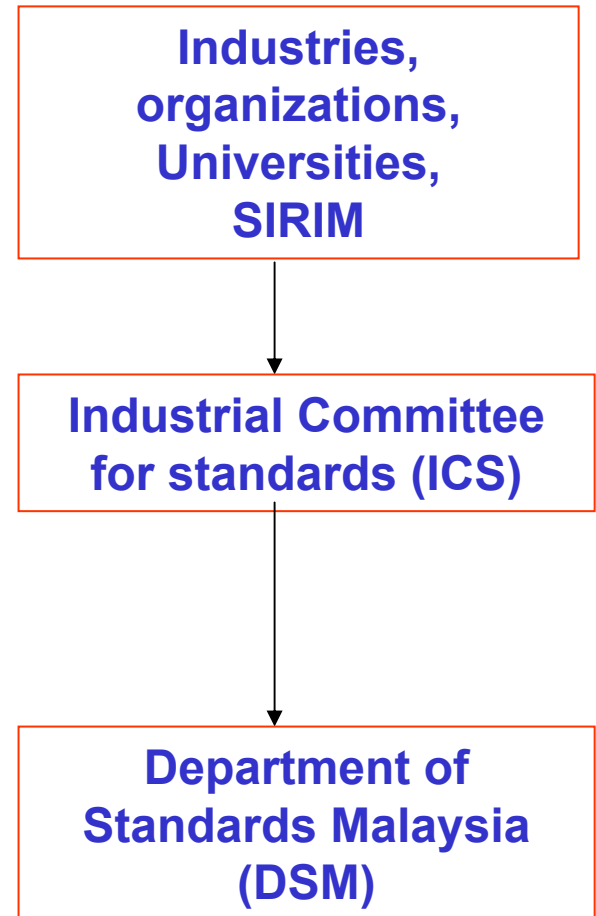 Industries,
organizations,
Universities,
SIRIM
Industrial Committee
for standards (ICS)
Department of
Standards Malaysia
(DSM)